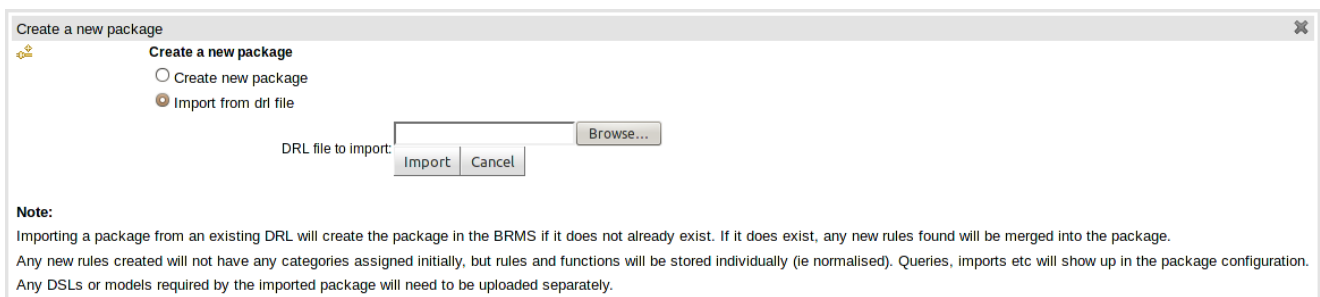 Create a new package
Create a new package
Create new package
Import from drl file
DRL file to import:
Browse...
Import Cancel
Note:
Importing a package from an existing DRL will create the package in the BRMS if it does not already exist. If it does exist, any new rules found will be merged into the package.
Any new rules created will not have any categories assigned initially, but rules and functions will be stored individually (ie normalised). Queries, imports etc will show up in the package configuration.
Any DSLs or models required by the imported package will need to be uploaded separately.